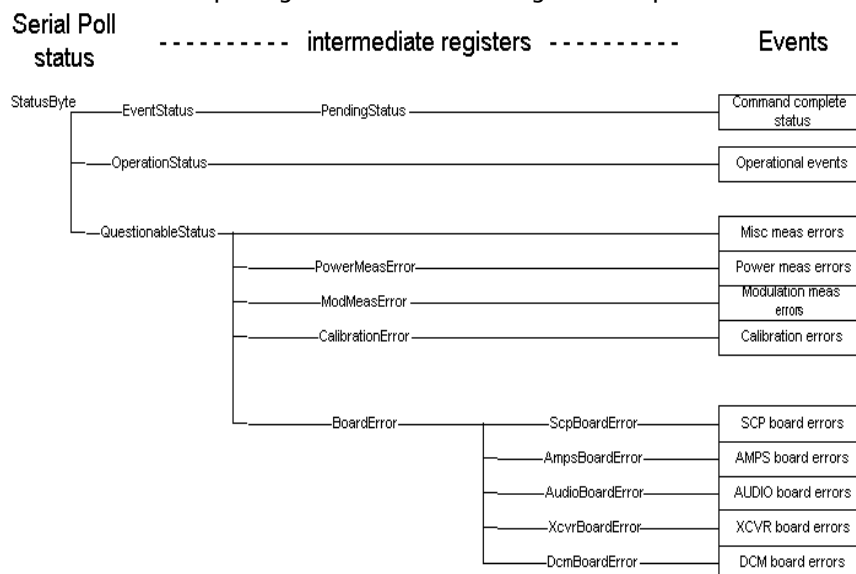 Serial Poll status - - - - - - - - - - intermediate registers - - - - - - - - - - Events
StatusByte
EventStatus PendingStatus Command complete status
OperationStatus Operational events
QuestionableStatus Misc meas errors
PowerMeasError Power meas errors
ModMeasError Modulation meas errors
CalibrationError Calibration errors
BoardError ScpBoardError SCP board errors
AmpsBoardError AMPS board errors
AudioBoardError AUDIO board errors
XcvrBoardError XCVR board errors
DcmBoardError DCM board errors